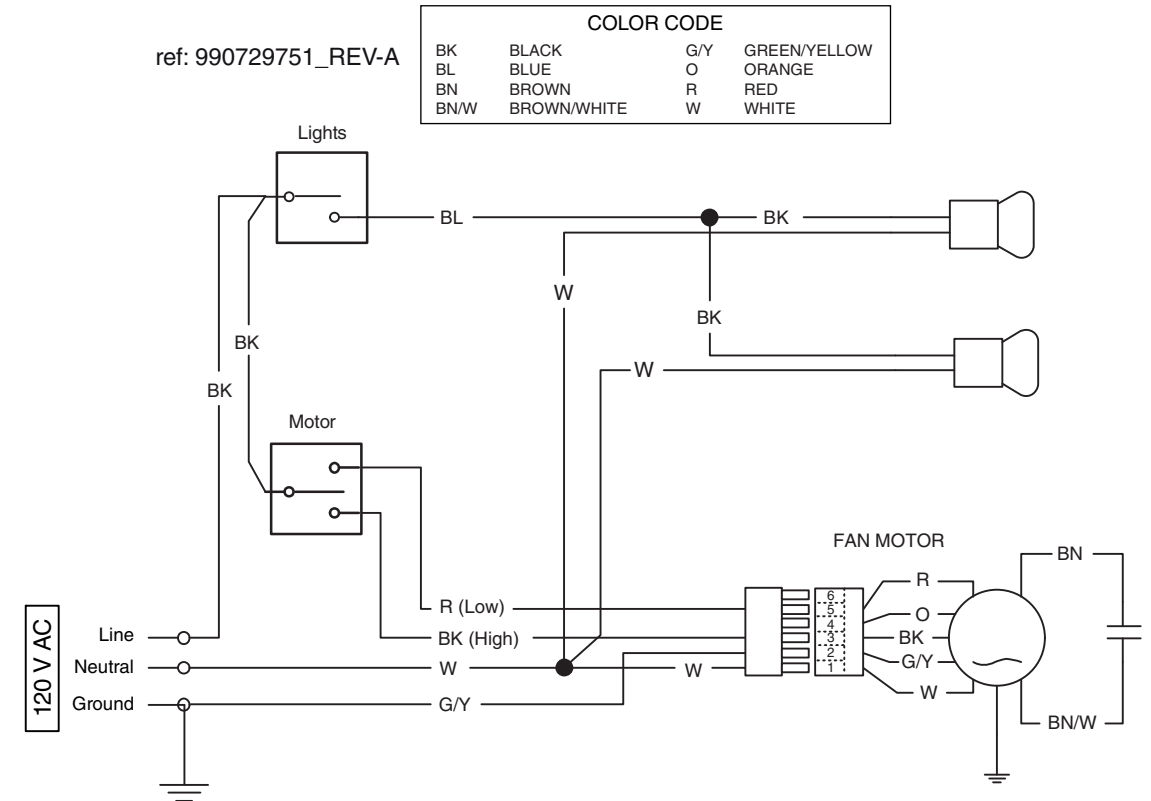 COLOR CODE
ref: 990729751_REV-A
BK BLACK G/Y GREEN/YELLOW
BL BLUE O ORANGE
BN BROWN R RED
BN/W BROWN/WHITE W WHITE
Lights
BL
BK
W
BK
BK
W
BK
Motor
FAN MOTOR
BN
R
6
R (Low)
5
O
120 V AC
Line
BK (High)
4
3
BK
Neutral
W
W
2
G/Y
1
W
Ground
G/Y
BN/W